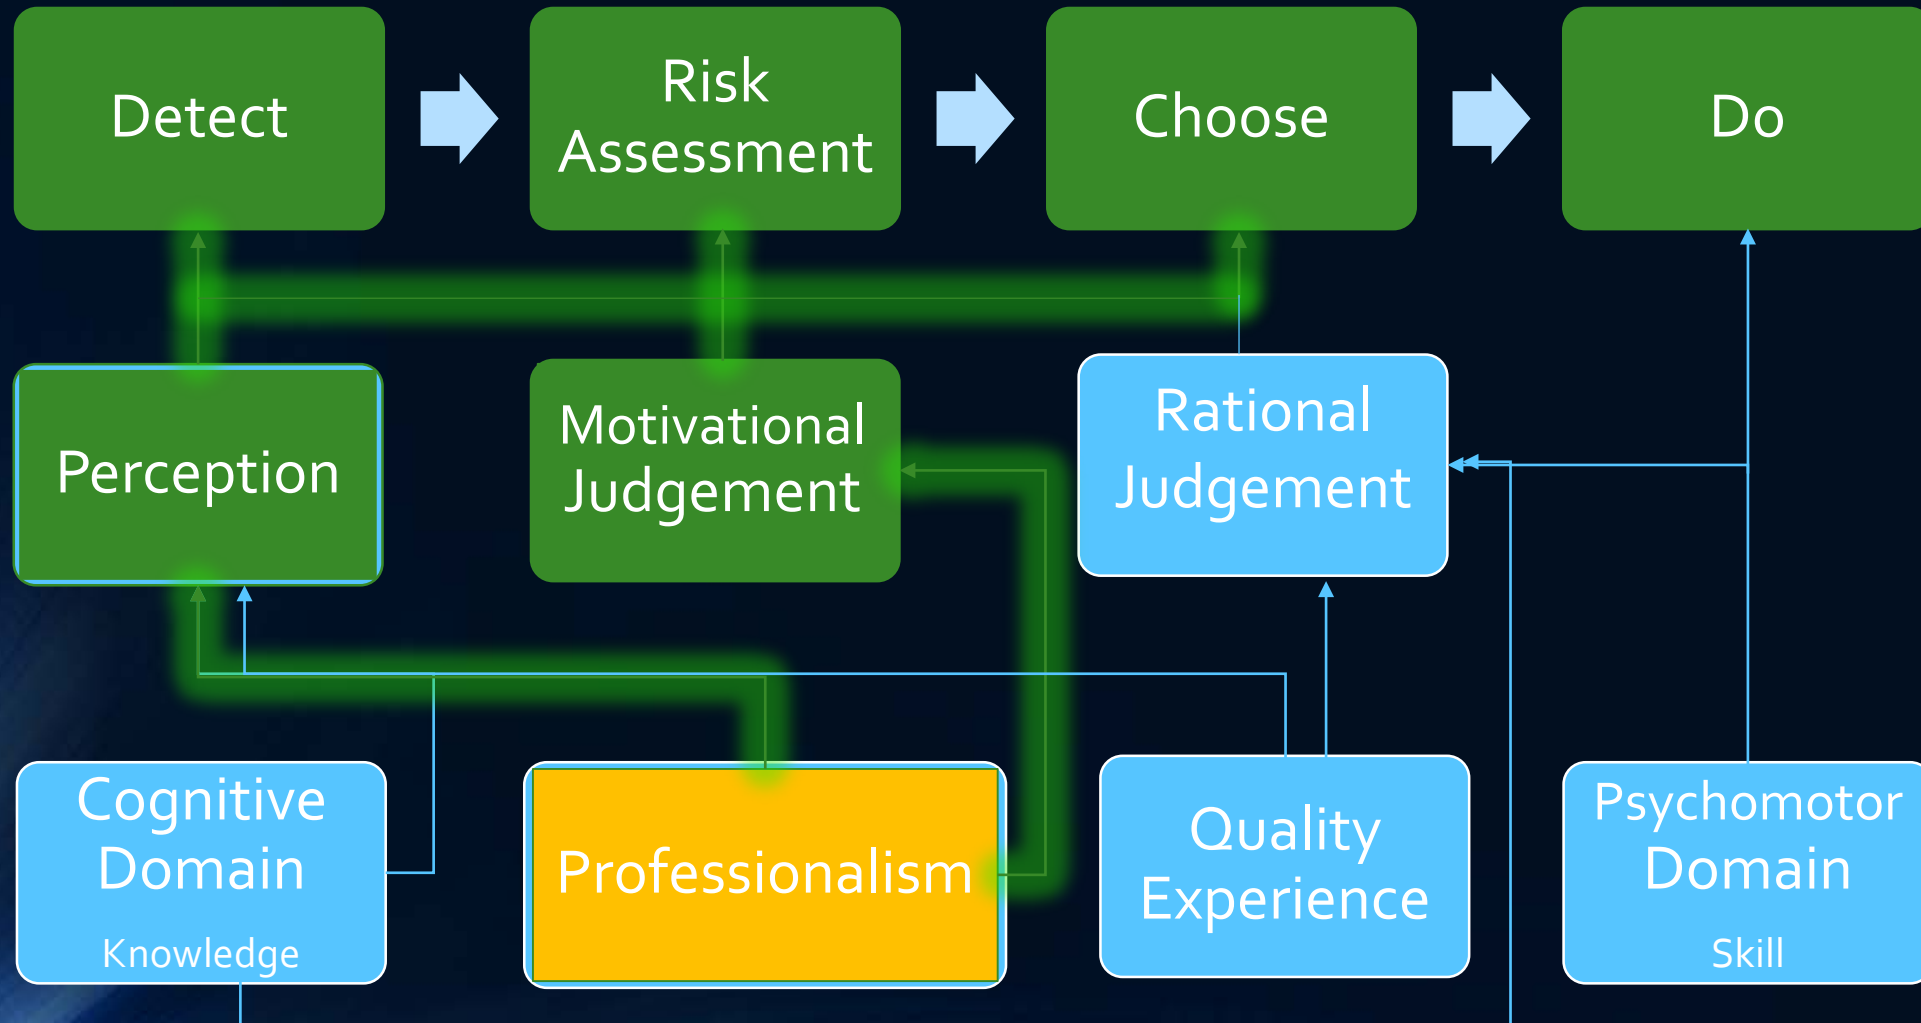 Detect
Risk
Assessment
Choose
Do
Perception
Motivational
Judgement
Rational
Judgement
Cognitive
Domain
Knowledge
Professionalism
Quality
Experience
Psychomotor
Domain
Skill